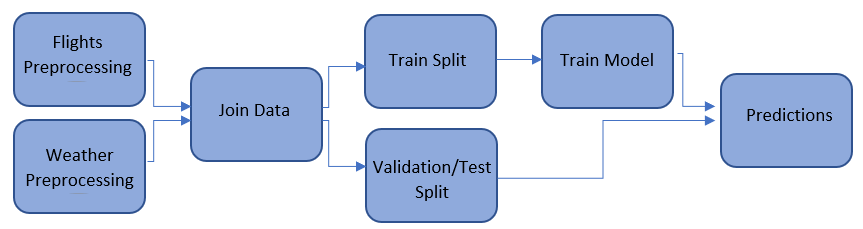 Flights
Preprocessing
Weather
Preprocessing
Join Data
Train Split
Validation/Test
Split
Train Model
Predictions